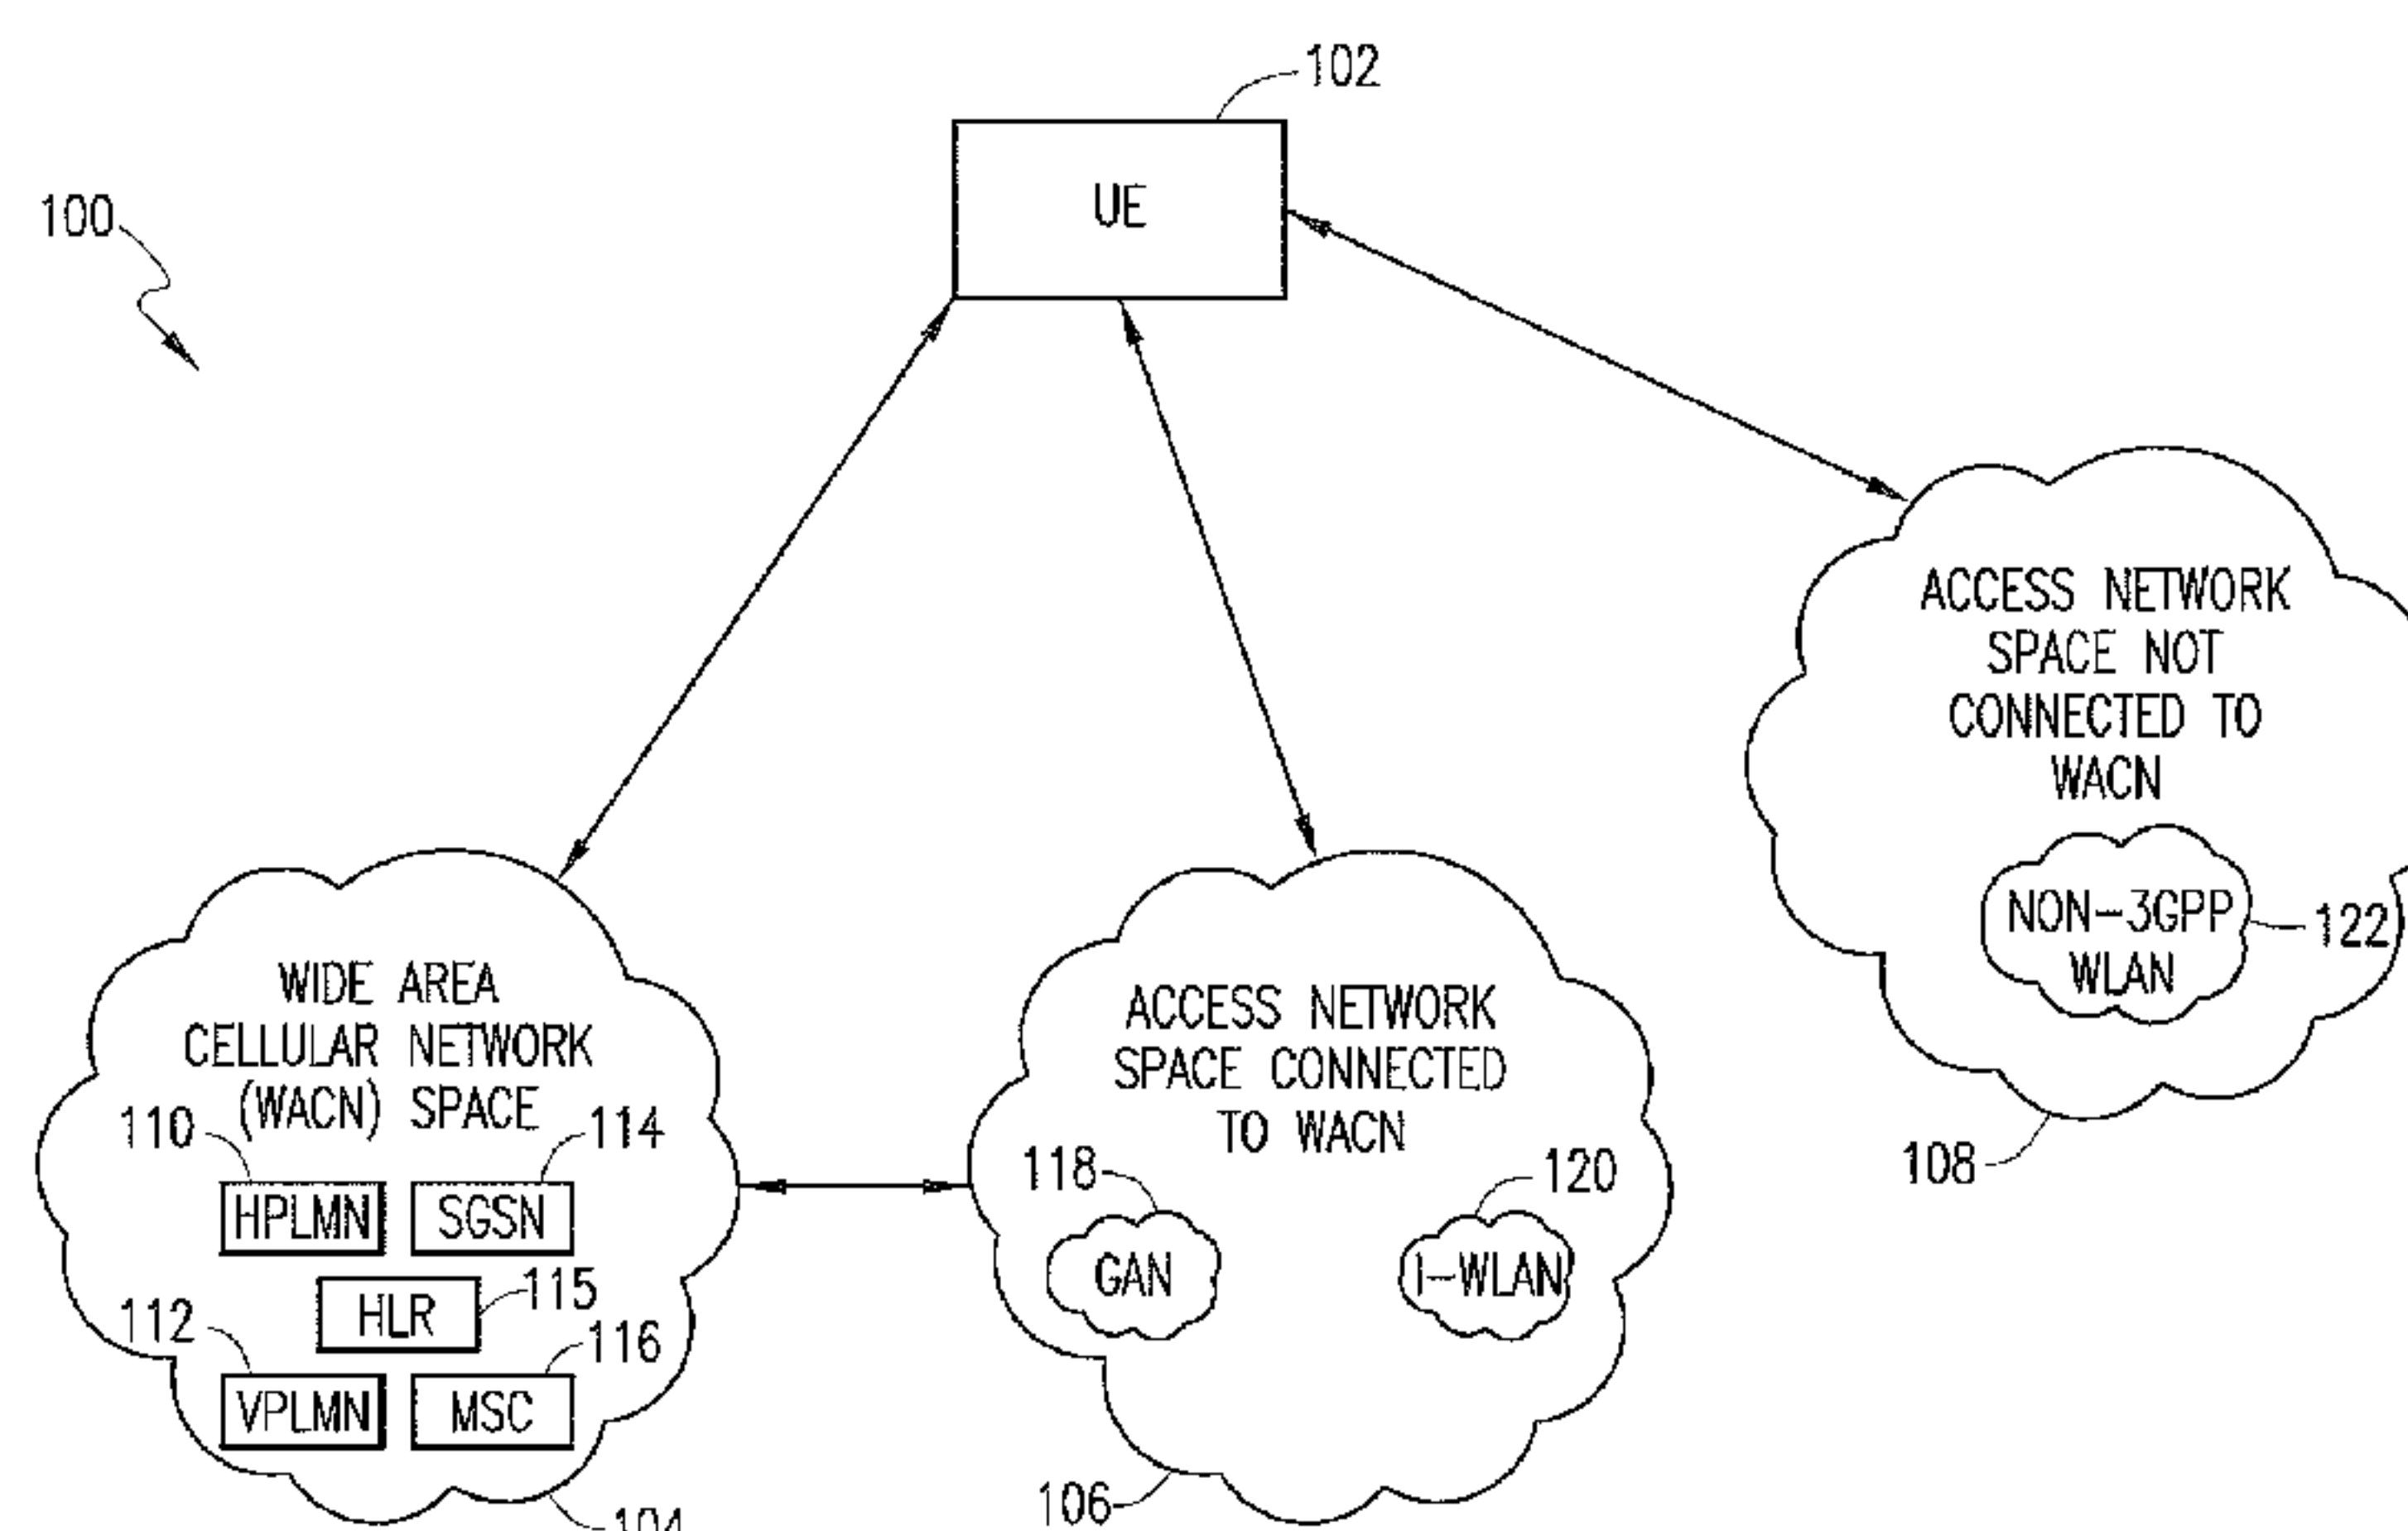 102
100
UE
ACCESS NETWORK
SPACE NOT
CONNECTED TO
WACN
NON-3GPP
WLAN
122
108
WIDE AREA
CELLULAR NETWORK
(WACN) SPACE
110
114
HPLMN
SGSN
HLR
115
112
116
VPLMN
MSC
104
ACCESS NETWORK
SPACE CONNECTED
TO WACN
118
120
GAN
I-WLAN
106